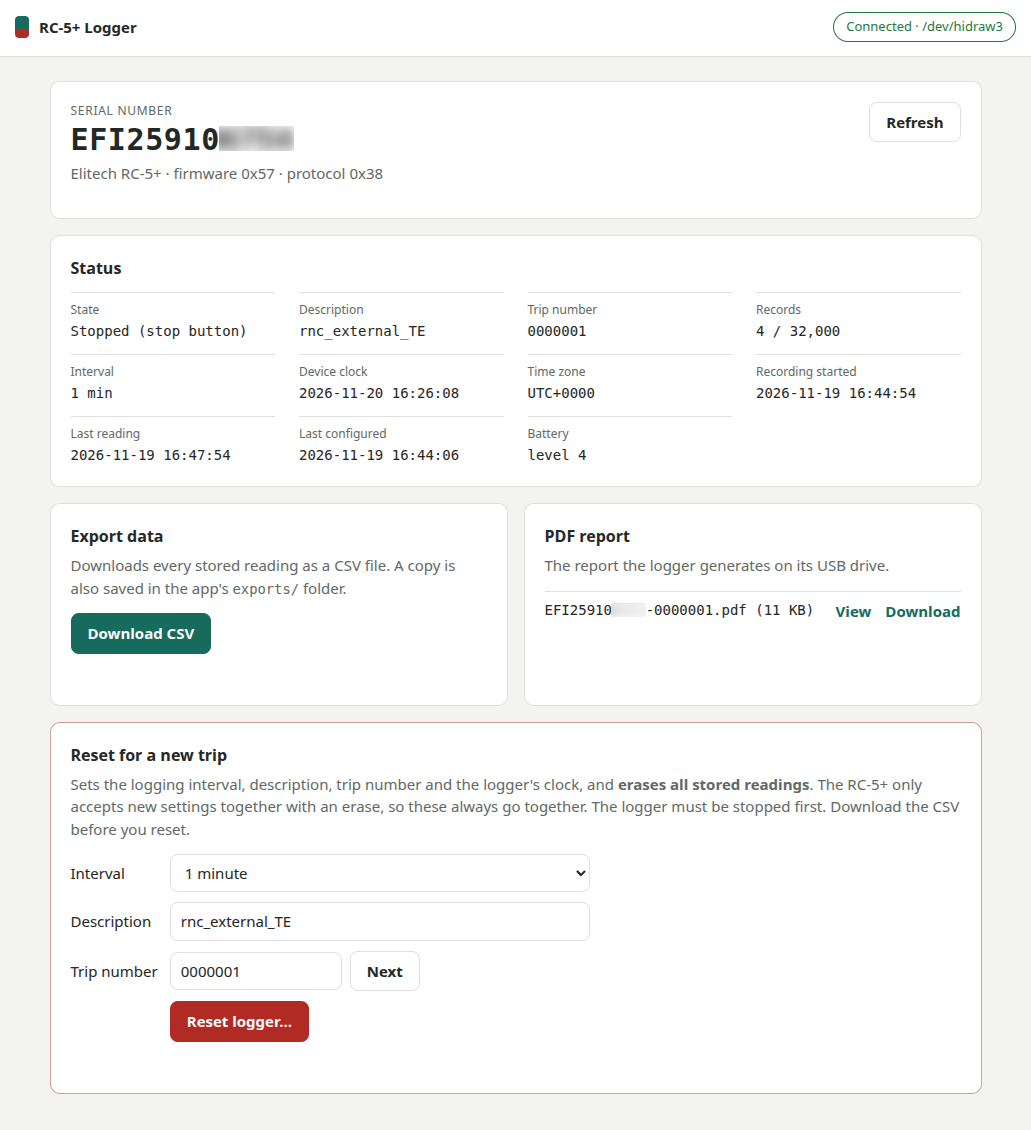 RC-5+ Logger
Connected · /dev/hidraw3
SERIAL NUMBER
EFI25910
Refresh
Elitech RC-5+ · firmware 0x57 · protocol 0x38
Status
State
Description
Trip number
Records
Stopped (stop button)
rnc_external_TE
0000001
4 / 32,000
Interval
Device clock
Time zone
Recording started
1 min
2026-11-20 16:26:08
UTC+0000
2026-11-19 16:44:54
Last reading
Last configured
Battery
2026-11-19 16:47:54
2026-11-19 16:44:06
level 4
Export data
Downloads every stored reading as a CSV file. A copy is
also saved in the app's exports/ folder.
Download CSV
PDF report
The report the logger generates on its USB drive.
EFI25910 -0000001.pdf (11 KB)
View Download
Reset for a new trip
Sets the logging interval, description, trip number and the logger's clock, and erases all stored readings. The RC-5+ only
accepts new settings together with an erase, so these always go together. The logger must be stopped first. Download the CSV
before you reset.
Interval
1 minute
Description
rnc_external_TE
Trip number
0000001
Next
Reset logger...